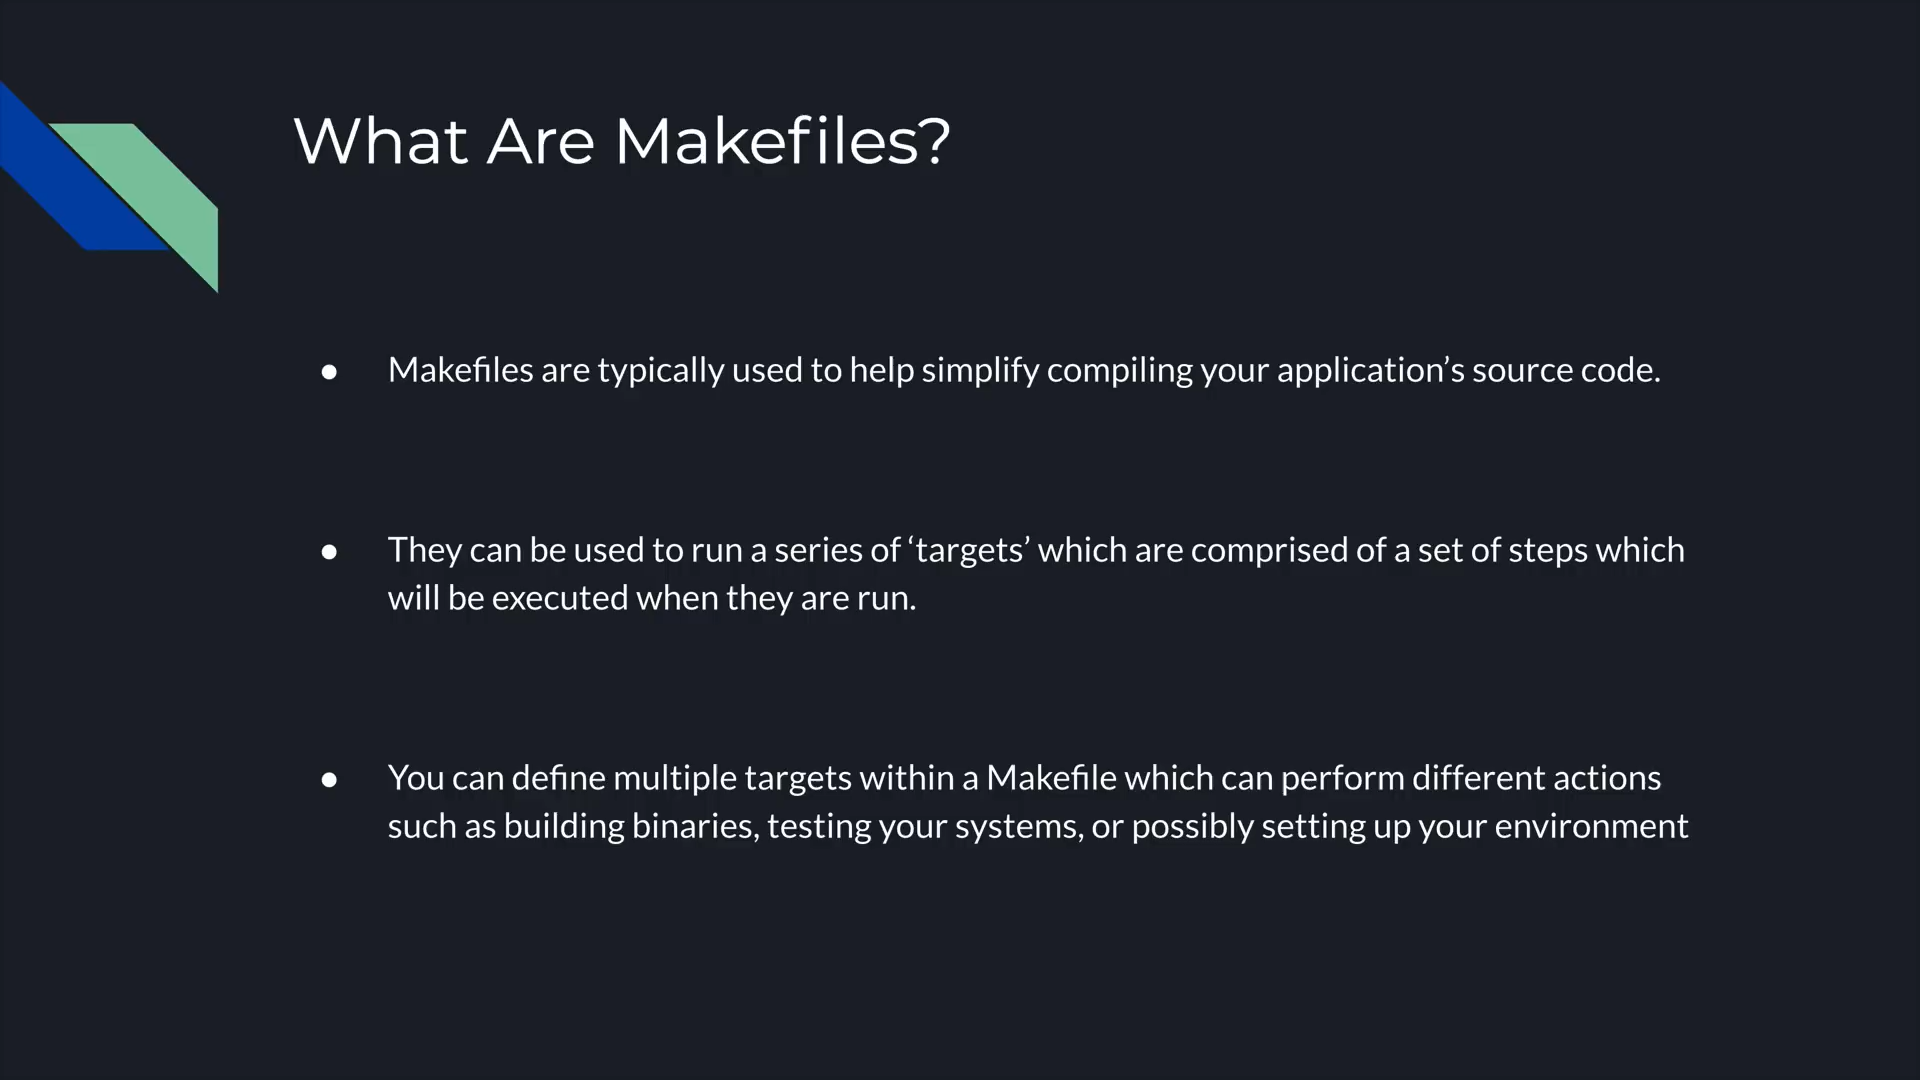 What Are Makefiles?
● Makefiles are typically used to help simplify compiling your application’s source code.
● They can be used to run a series of ‘targets’ which are comprised of a set of steps which
will be executed when they are run.
● You can define multiple targets within a Makefile which can perform different actions
such as building binaries, testing your systems, or possibly setting up your environment